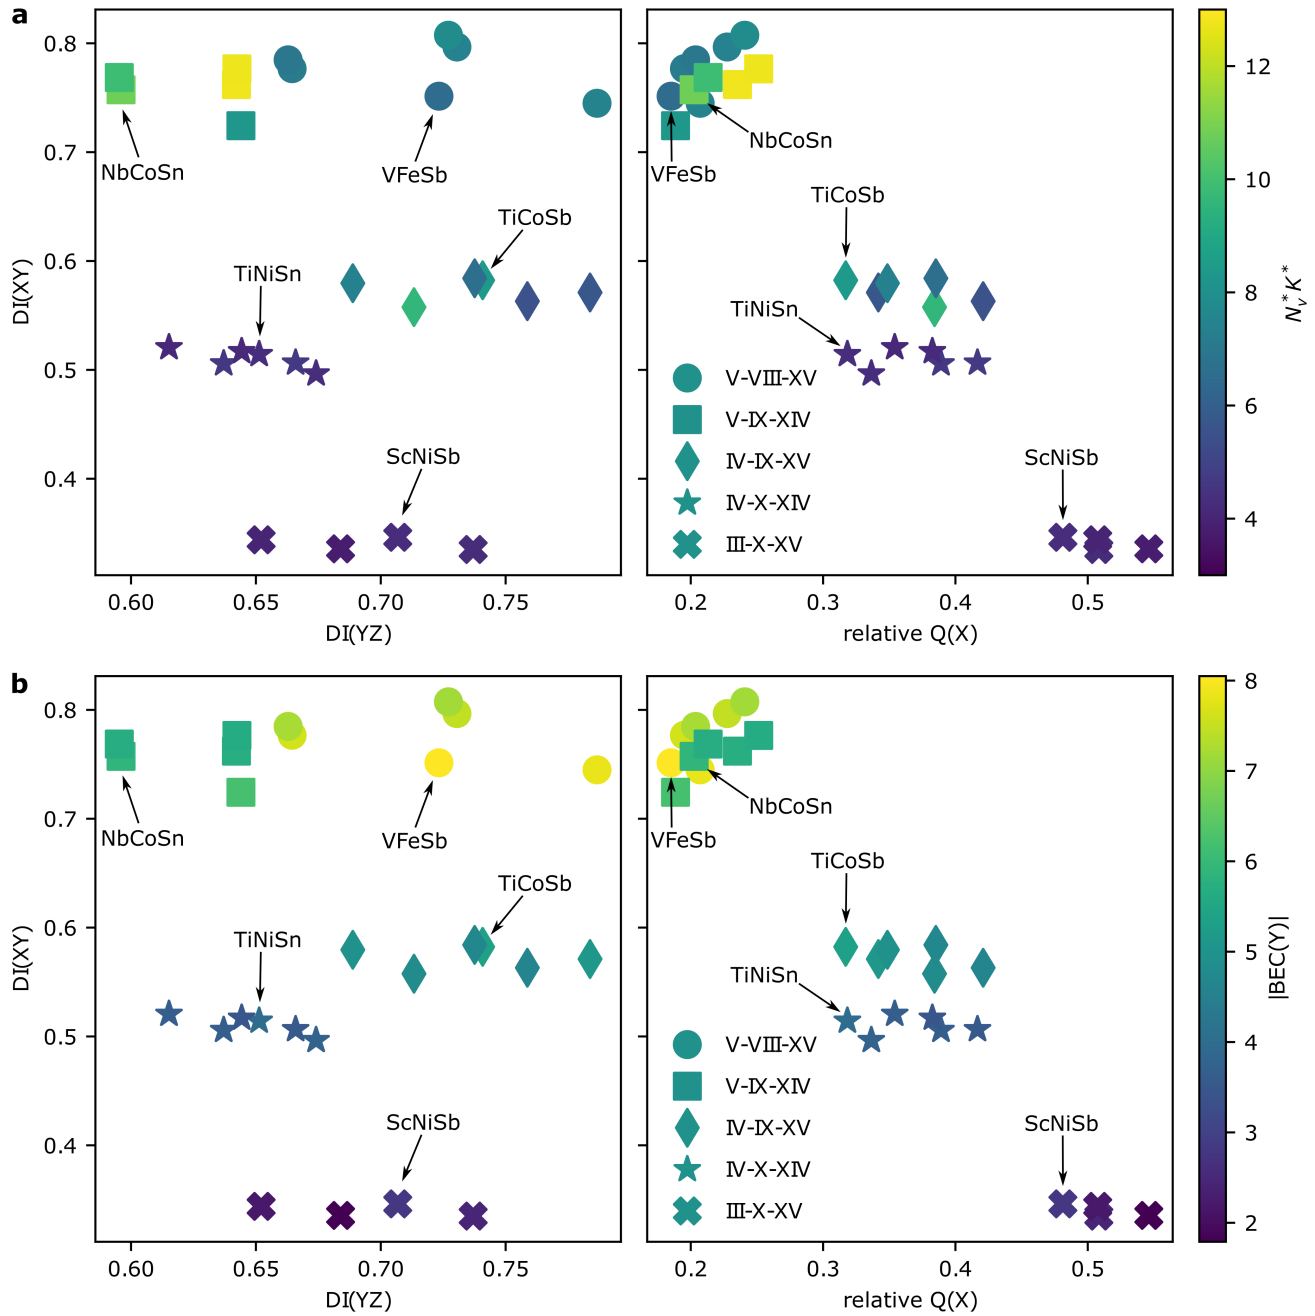 a
0.8
0.7
0.6
0.5
0.4
DI(XY)
NbCoSn
VFeSb
TiCoSb
TiNiSn
ScNiSb
0.60 0.65 0.70 0.75
DI(YZ)
NbCoSn
VFeSb
TiCoSb
TiNiSn
V-VIII-XV
V-IX-XIV
IV-IX-XV
IV-X-XIV
III-X-XV
ScNiSb
0.2 0.3 0.4 0.5
relative Q(X)
12
10
8
6
4
Nv*K*
b
0.8
0.7
0.6
0.5
0.4
DI(XY)
NbCoSn
VFeSb
TiCoSb
TiNiSn
ScNiSb
0.60 0.65 0.70 0.75
DI(YZ)
NbCoSn
VFeSb
TiCoSb
TiNiSn
V-VIII-XV
V-IX-XIV
IV-IX-XV
IV-X-XIV
III-X-XV
ScNiSb
0.2 0.3 0.4 0.5
relative Q(X)
8
7
6
5
4
3
2
|BEC(Y)|